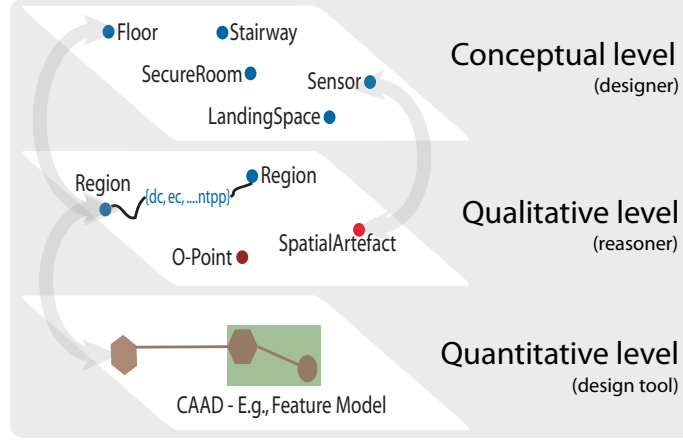 Floor
Stairway
SecureRoom
Sensor
LandingSpace
Conceptual level
(designer)
Region
{dc, ec, ....ntpp}
Region
O-Point
SpatialArtefact
Qualitative level
(reasoner)
CAAD - E.g., Feature Model
Quantitative level
(design tool)